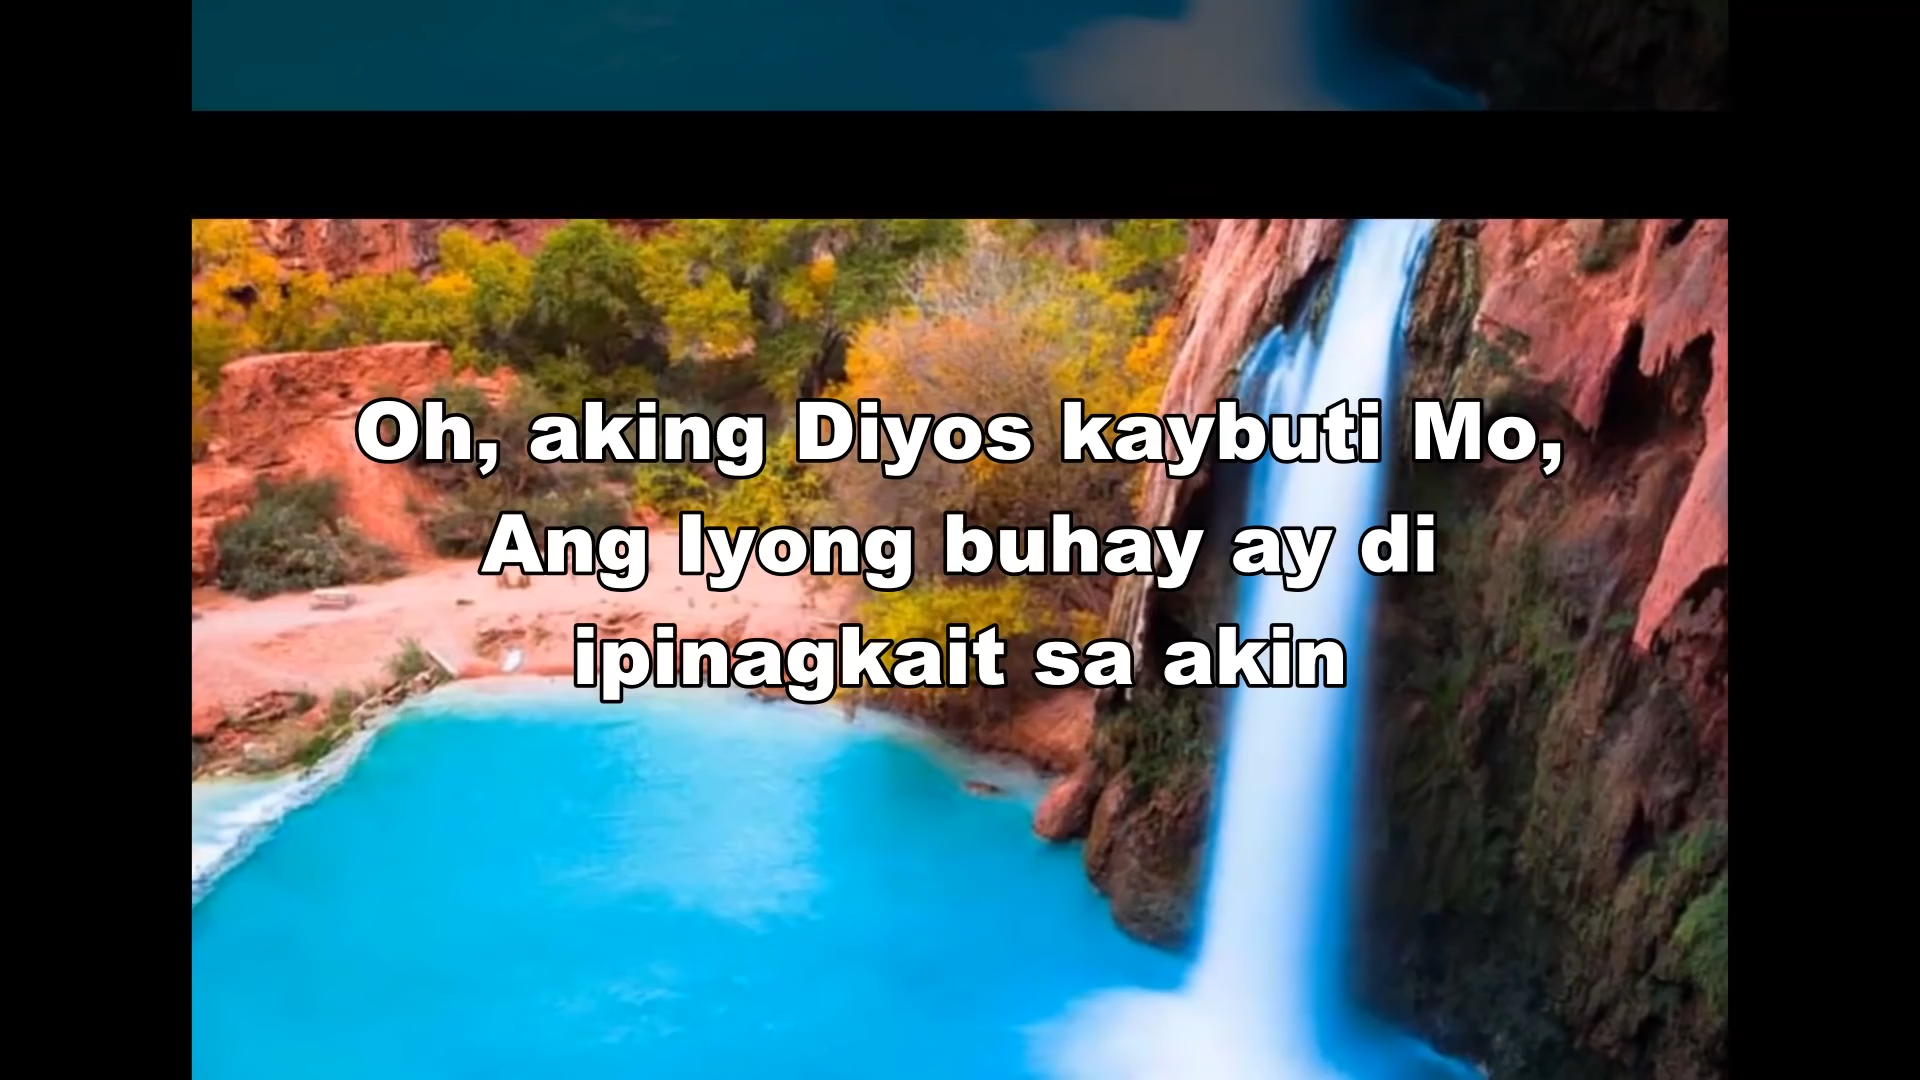 Oh, aking Diyos kaybuti Mo,
Ang Iyong buhay ay di
ipinagkait sa akin